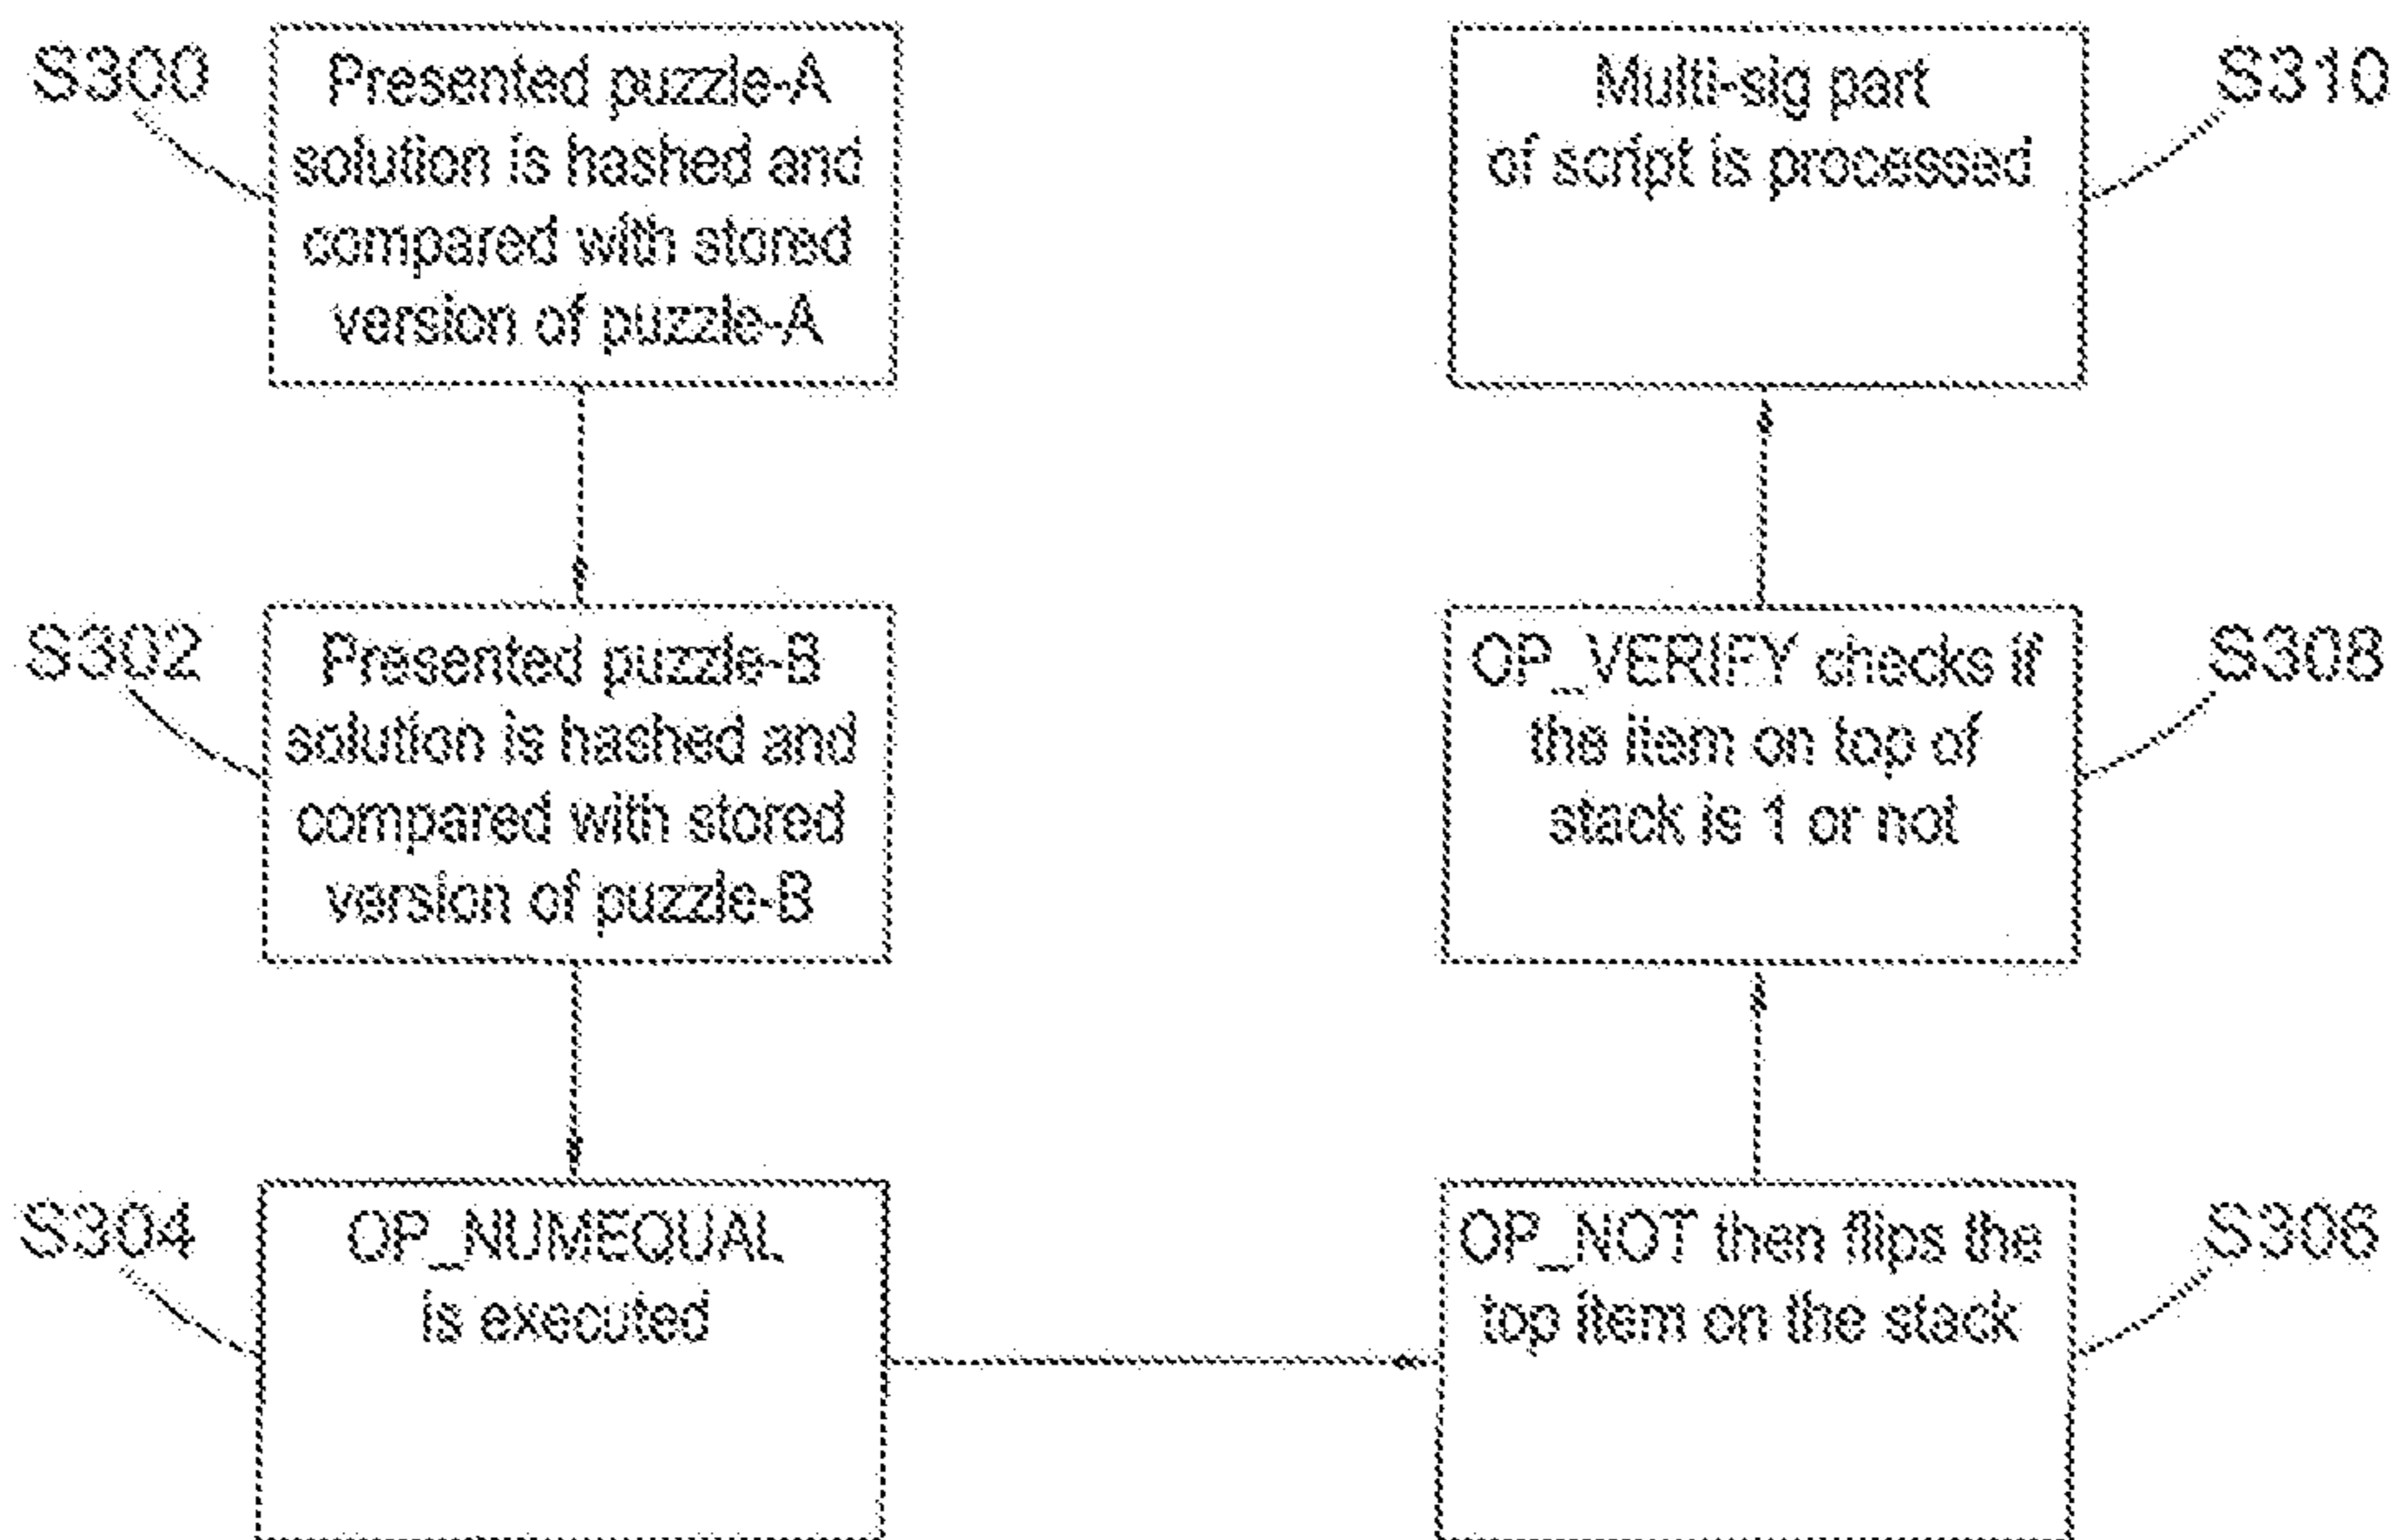 S300
Presented puzzle-A
solution is hashed and
compared with stored
version of puzzle-A
S302
Presented puzzle-B
solution is hashed and
compared with stored
version of puzzle-B
S304
OP_NUMEQUAL
is executed
OP_NOT then flips the
top item on the stack
S306
OP_VERIFY checks if
the item on top of
stack is 1 or not
S308
Multi-sig part
of script is processed
S310